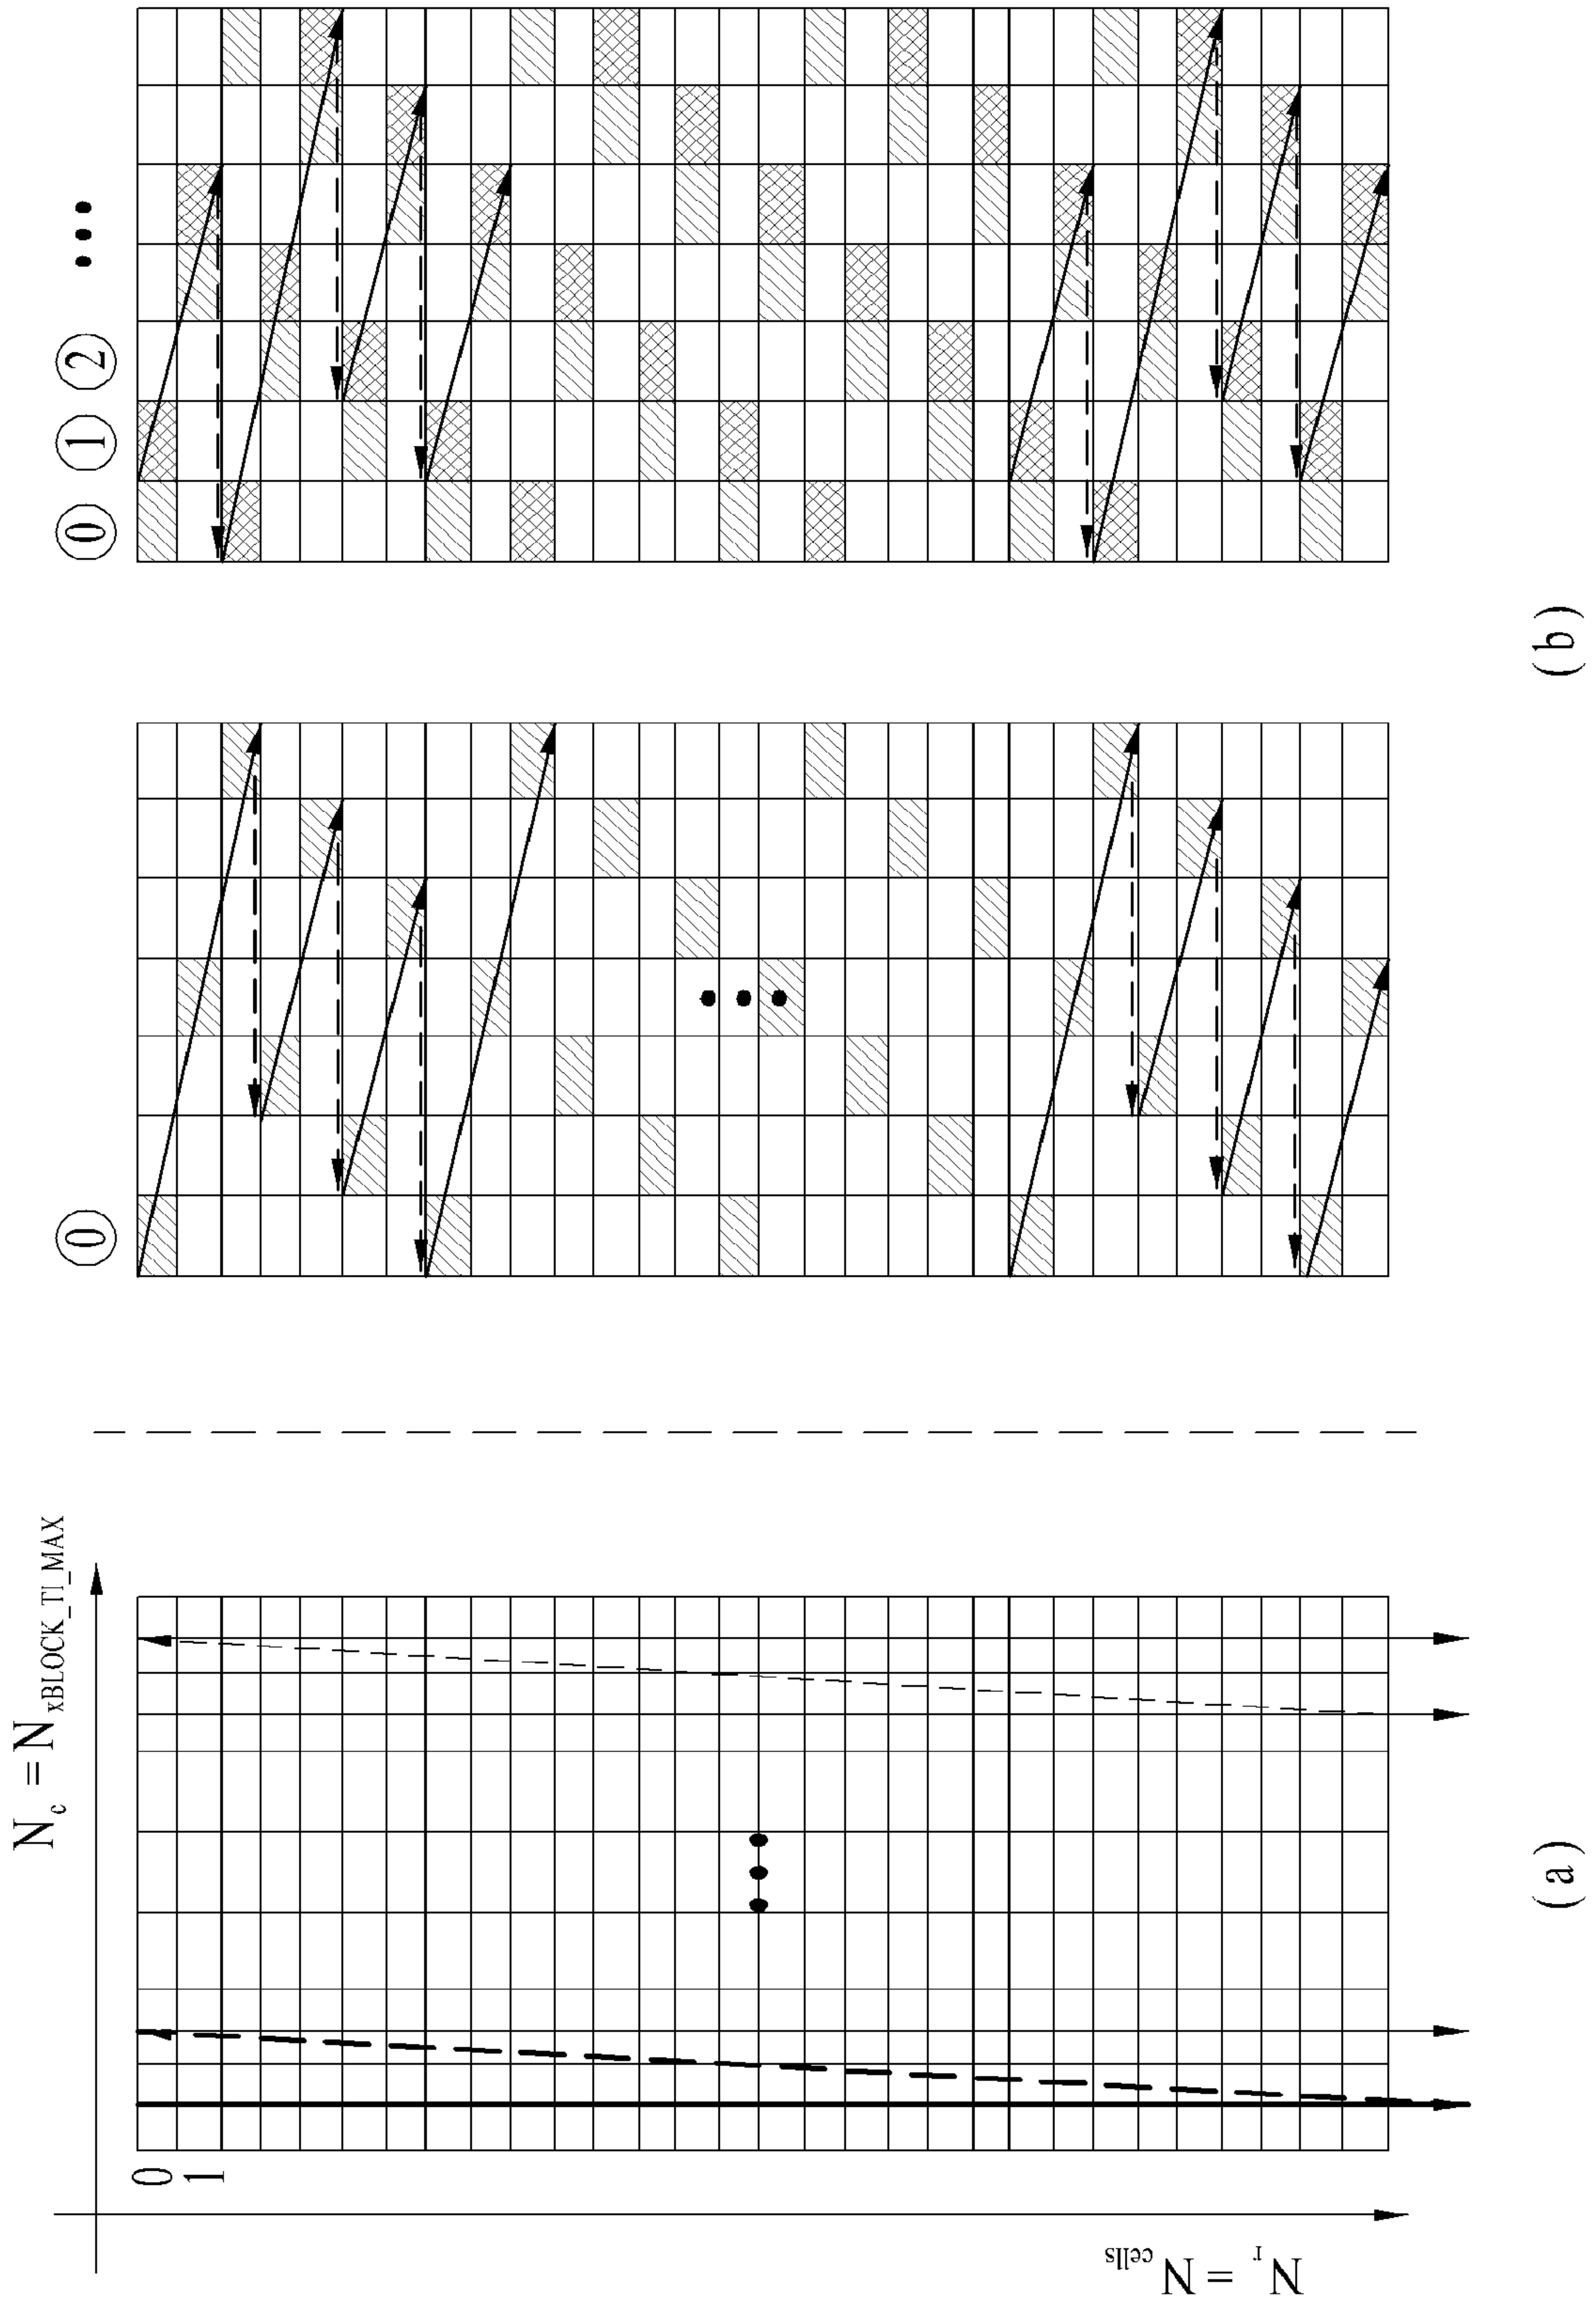 N_c = N_xBLOCK_TI_MAX
0
1
N_r = N_cells
(a)
⓪
⓪ ① ② •••
(b)